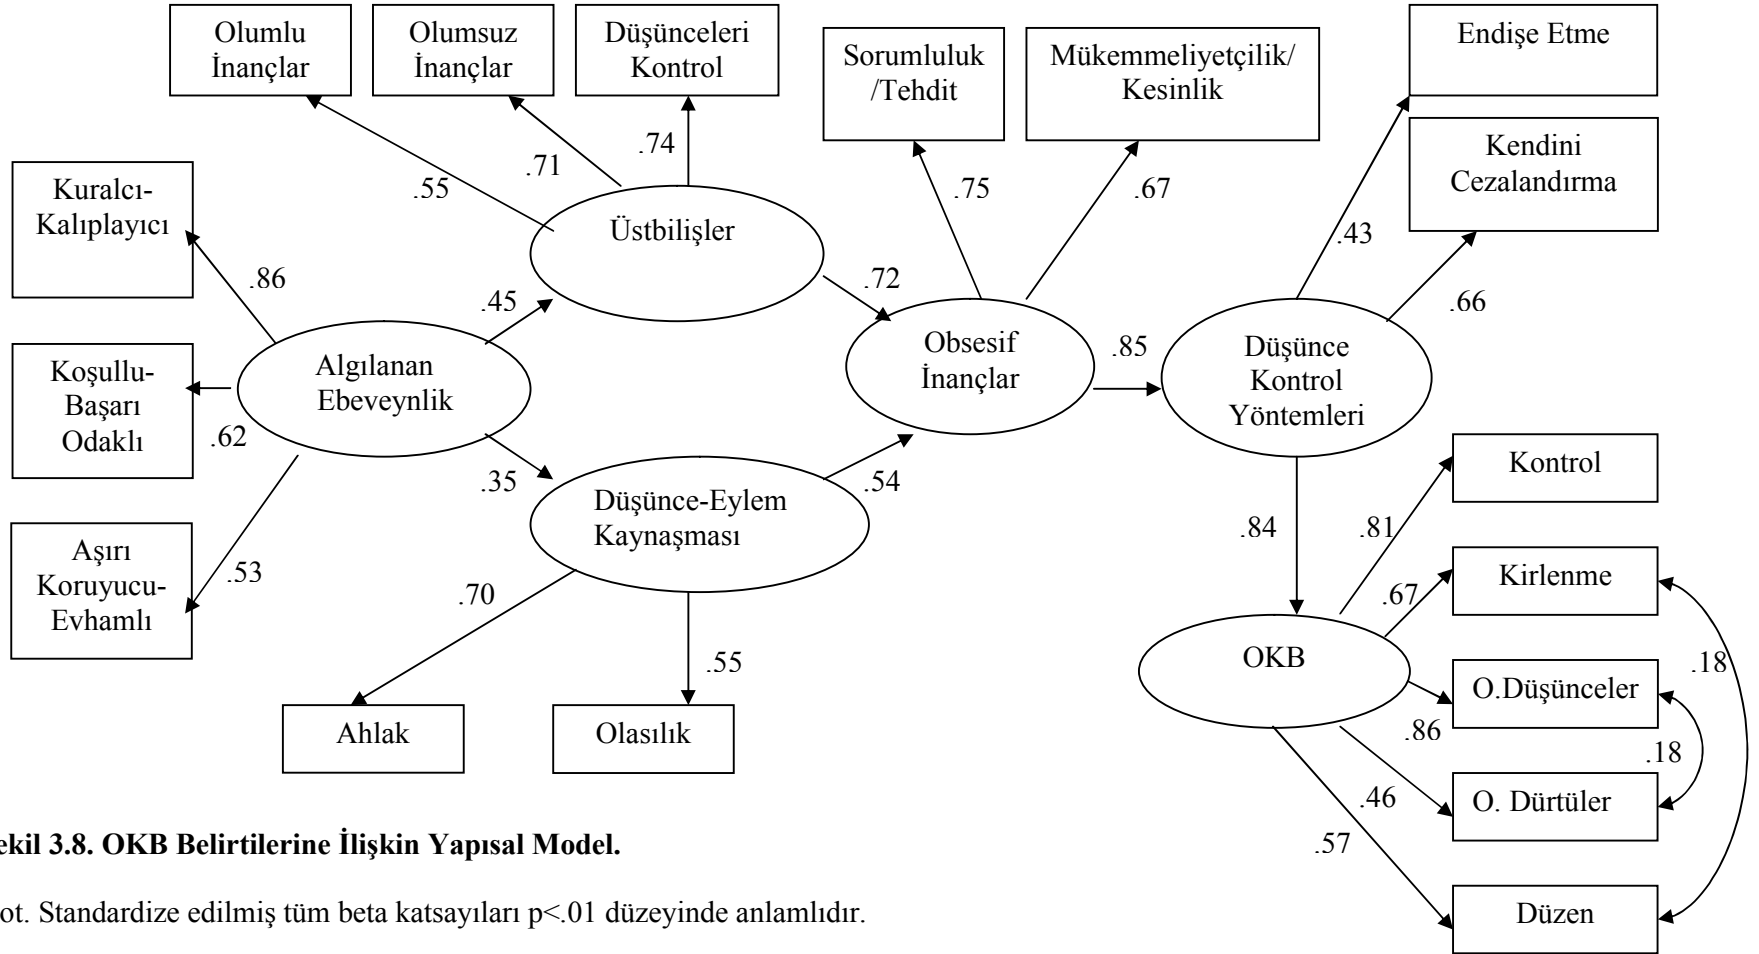 Olumlu
İnançlar
Olumsuz
İnançlar
Düşünceleri
Kontrol
Sorumluluk
/Tehdit
Mükemmeliyetçilik/
Kesinlik
Endişe Etme
Kendini
Cezalandırma
.55
.71
.74
.75
.67
.43
.66
Kuralcı-
Kalıplayıcı
.86
Üstbilişler
.45
.72
Koşullu-
Başarı
Odaklı
.62
Algılanan
Ebeveynlik
Obsesif
İnançlar
.85
Düşünce
Kontrol
Yöntemleri
.35
.54
Düşünce-Eylem
Kaynaşması
Aşırı
Koruyucu-
Evhamlı
.53
.70
.55
Ahlak
Olasılık
.84
.81
Kontrol
.67
Kirlenme
OKB
.86
O.Düşünceler
.46
O. Dürtüler
.57
Düzen
.18
.18
ekil 3.8. OKB Belirtilerine İlişkin Yapısal Model.
ot. Standardize edilmiş tüm beta katsayıları p<.01 düzeyinde anlamlıdır.